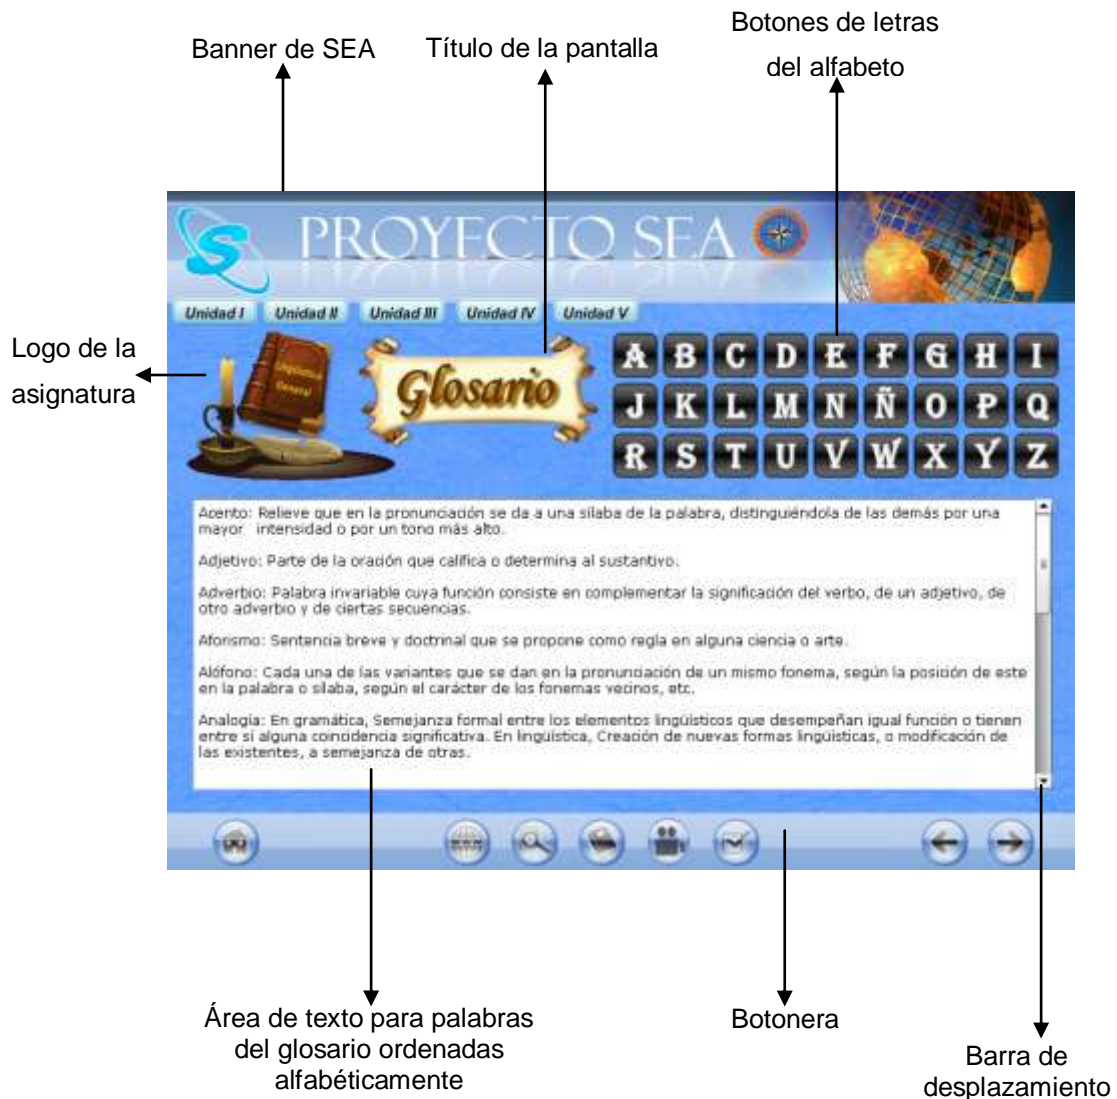 Botones de letras
Banner de SEA Título de la pantalla
del alfabeto
PROYECTO SEA
Unidad I Unidad II Unidad III Unidad IV Unidad V
Logo de la
asignatura
Lingüística
General
Glosario
A B C D E F G H I
J K L M N Ñ O P Q
R S T U V W X Y Z
Acento: Relieve que en la pronunciación se da a una sílaba de la palabra, distinguiéndola de las demás por una
mayor intensidad o por un tono más alto.
Adjetivo: Parte de la oración que califica o determina al sustantivo.
Adverbio: Palabra invariable cuya función consiste en complementar la significación del verbo, de un adjetivo, de
otro adverbio y de ciertas secuencias.
Aforismo: Sentencia breve y doctrinal que se propone como regla en alguna ciencia o arte.
Alófono: Cada una de las variantes que se dan en la pronunciación de un mismo fonema, según la posición de este
en la palabra o sílaba, según el carácter de los fonemas vecinos, etc.
Analogía: En gramática, Semejanza formal entre los elementos lingüísticos que desempeñan igual función o tienen
entre sí alguna coincidencia significativa. En lingüística, Creación de nuevas formas lingüísticas, o modificación de
las existentes, a semejanza de otras.
WWW
Área de texto para palabras
del glosario ordenadas
alfabéticamente
Botonera
Barra de
desplazamiento